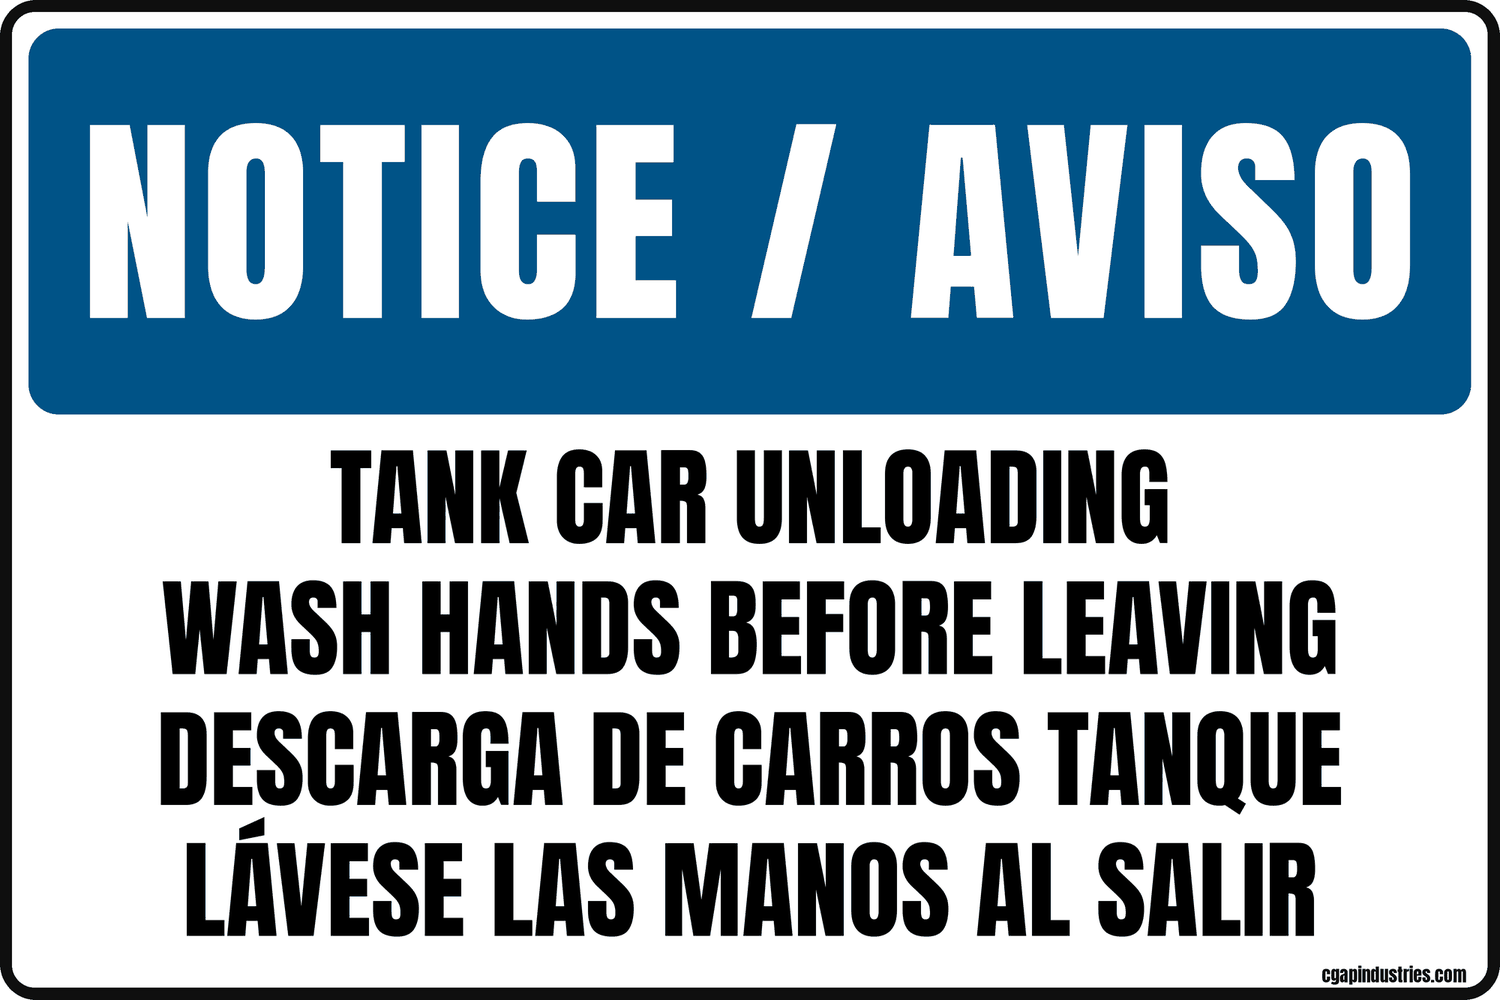 NOTICE / AVISO
TANK CAR UNLOADING
WASH HANDS BEFORE LEAVING
DESCARGA DE CARROS TANQUE
LÁVESE LAS MANOS AL SALIR
cgapindustries.com